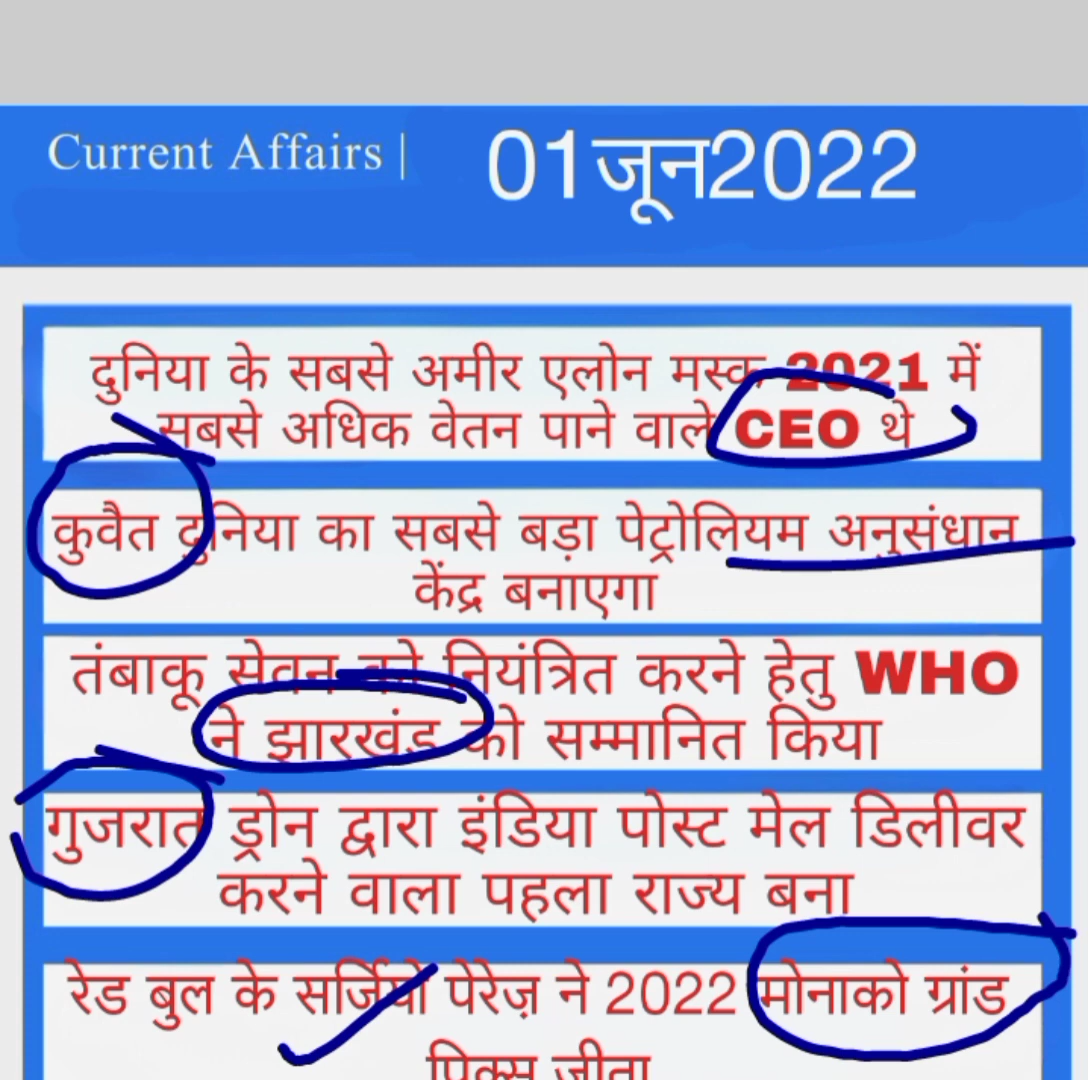 Current Affairs | 01जून2022
दुनिया के सबसे अमीर एलोन मस्क 2021 में
सबसे अधिक वेतन पाने वाले CEO थे
कुवैत दुनिया का सबसे बड़ा पेट्रोलियम अनुसंधान
केंद्र बनाएगा
तंबाकू सेवन को नियंत्रित करने हेतु WHO
ने झारखंड को सम्मानित किया
गुजरात ड्रोन द्वारा इंडिया पोस्ट मेल डिलीवर
करने वाला पहला राज्य बना
रेड बुल के सर्जियो पेरेज़ ने 2022 मोनाको ग्रांड
प्रिक्स जीता